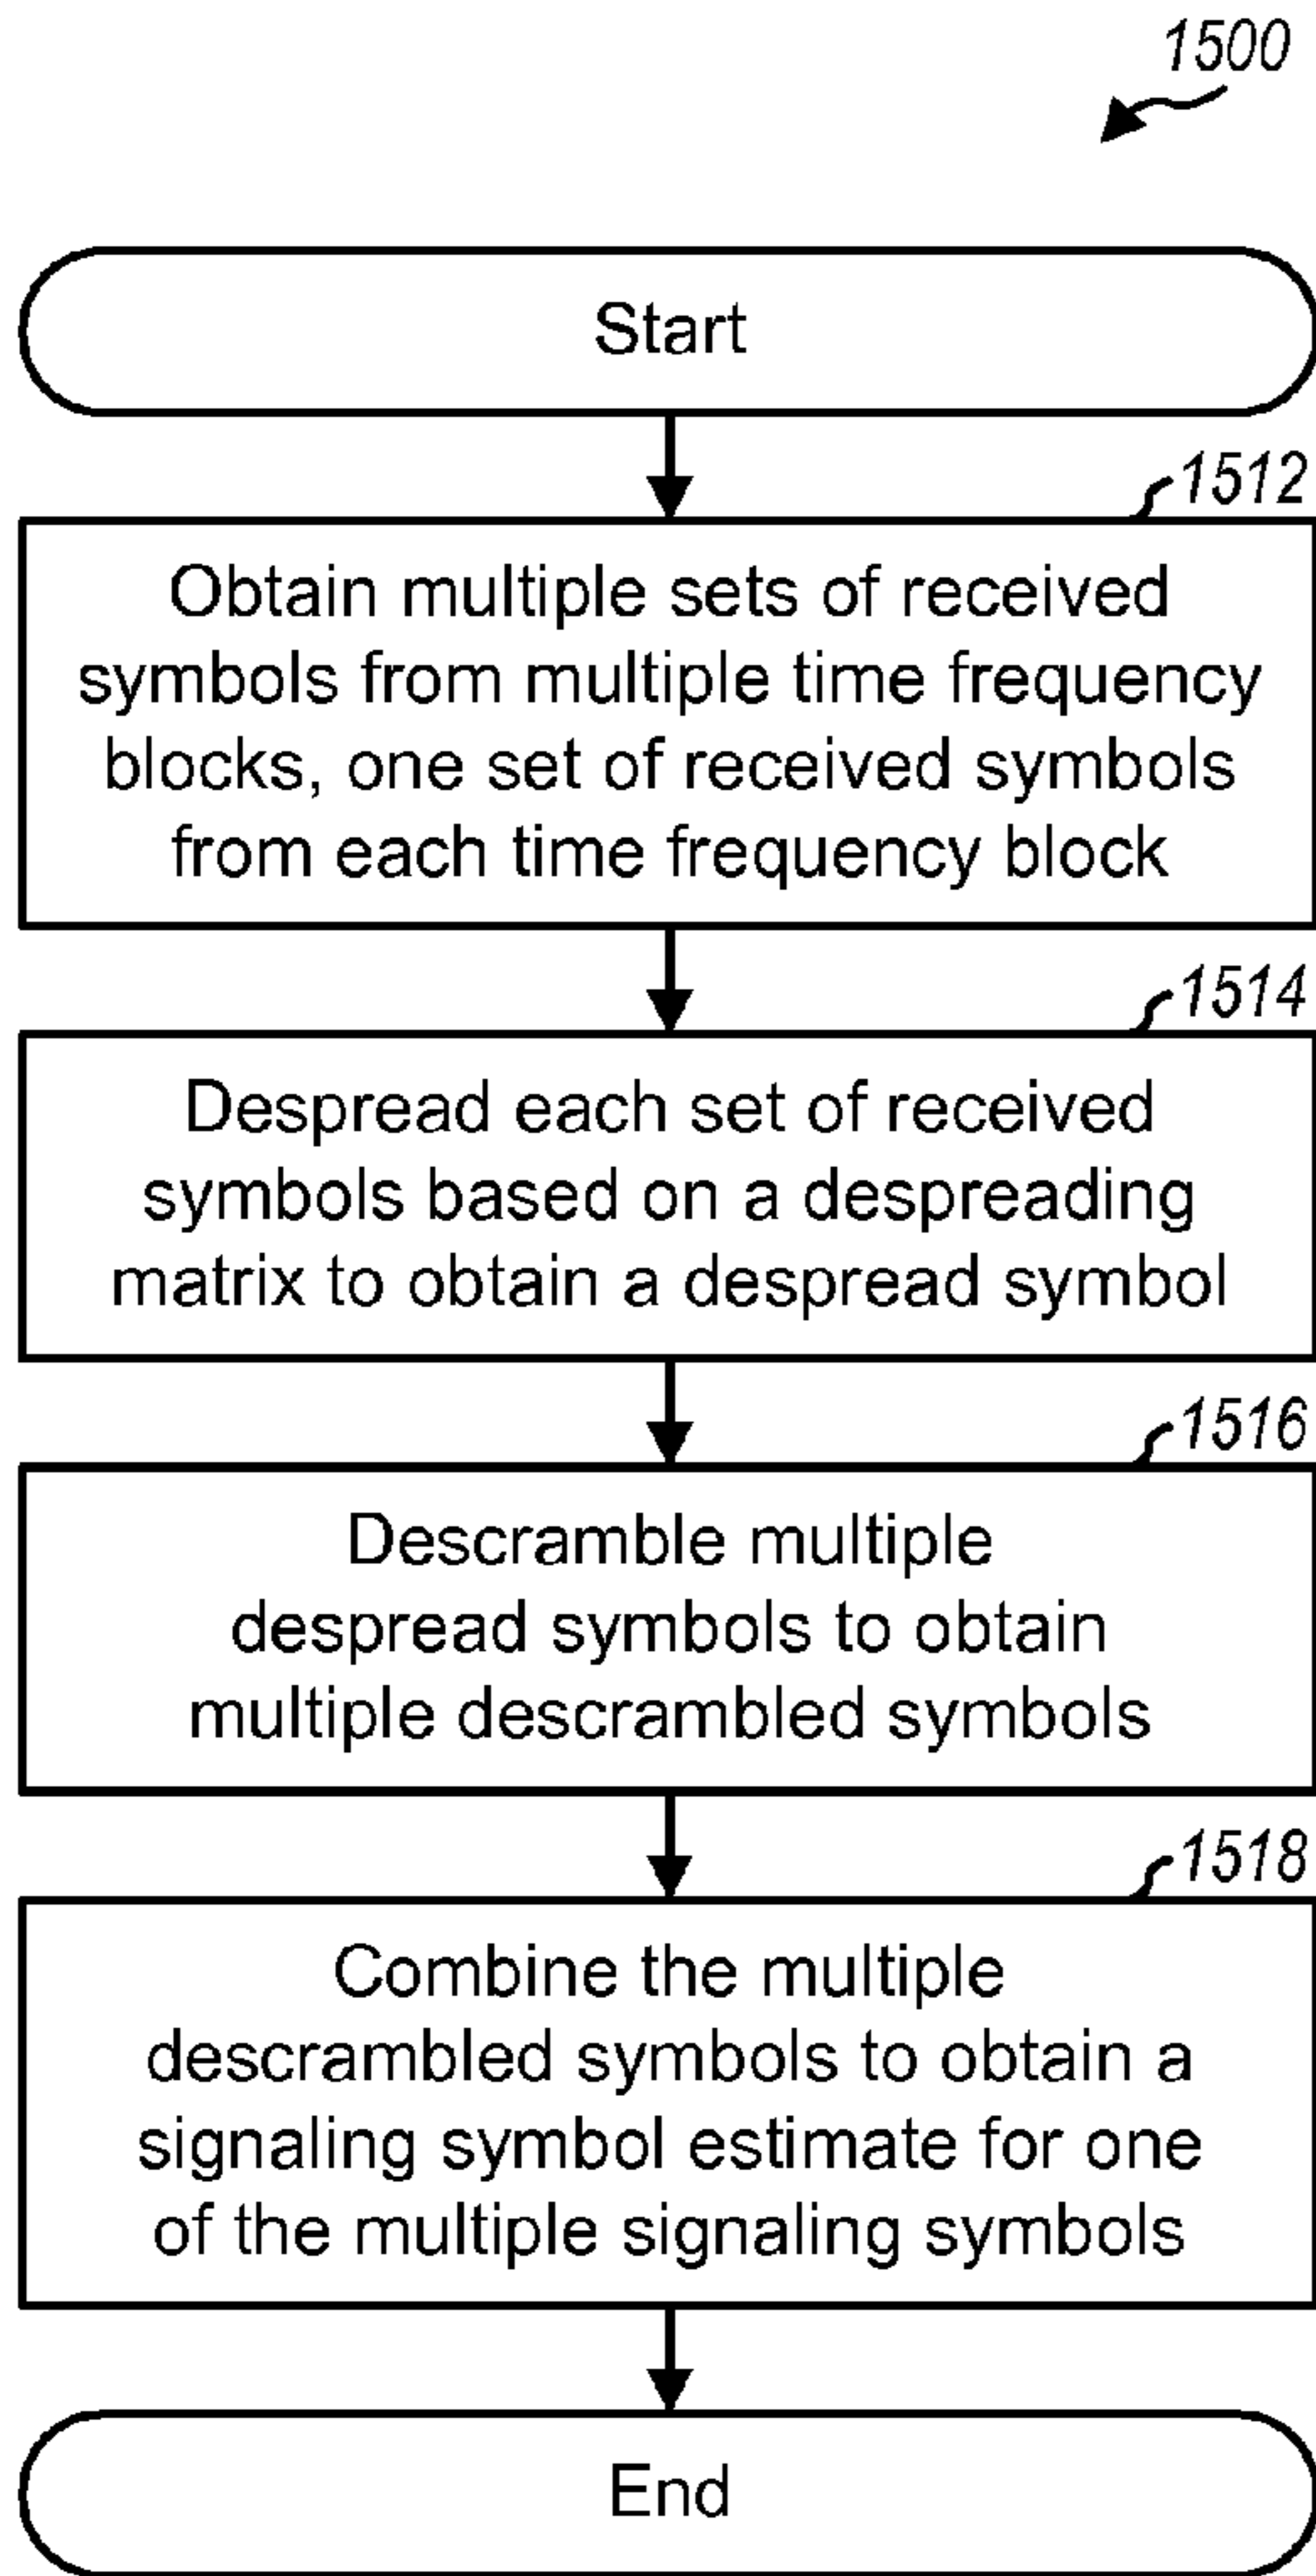 1500
Start
1512
Obtain multiple sets of received
symbols from multiple time frequency
blocks, one set of received symbols
from each time frequency block
1514
Despread each set of received
symbols based on a despreading
matrix to obtain a despread symbol
1516
Descramble multiple
despread symbols to obtain
multiple descrambled symbols
1518
Combine the multiple
descrambled symbols to obtain a
signaling symbol estimate for one
of the multiple signaling symbols
End